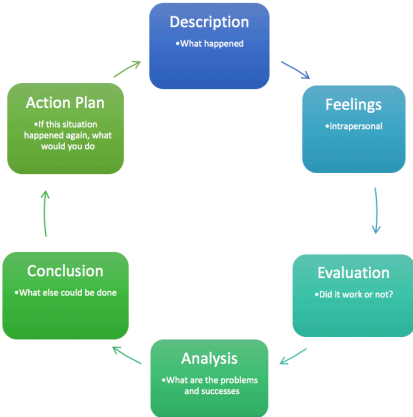 Description
•What happened
Feelings
•intrapersonal
Evaluation
•Did it work or not?
Analysis
•What are the problems
and successes
Conclusion
•What else could be done
Action Plan
•If this situation
happened again, what
would you do